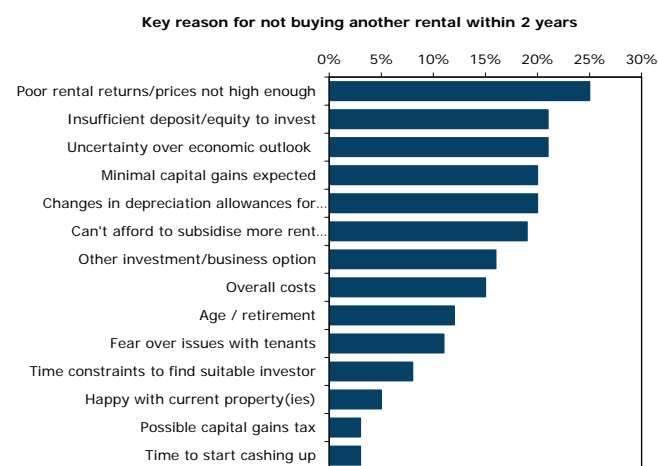 Key reason for not buying another rental within 2 years
0% 5% 10% 15% 20% 25% 30%
Poor rental returns/prices not high enough
Insufficient deposit/equity to invest
Uncertainty over economic outlook
Minimal capital gains expected
Changes in depreciation allowances for...
Can't afford to subsidise more rent...
Other investment/business option
Overall costs
Age / retirement
Fear over issues with tenants
Time constraints to find suitable investor
Happy with current property(ies)
Possible capital gains tax
Time to start cashing up